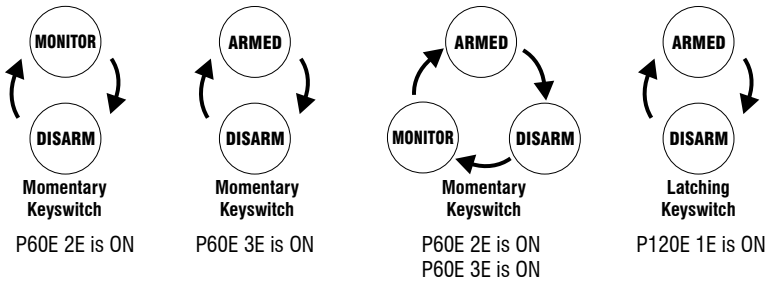 MONITOR
DISARM
Momentary
Keyswitch
P60E 2E is ON
ARMED
DISARM
Momentary
Keyswitch
P60E 3E is ON
ARMED
MONITOR
DISARM
Momentary
Keyswitch
P60E 2E is ON
P60E 3E is ON
ARMED
DISARM
Latching
Keyswitch
P120E 1E is ON